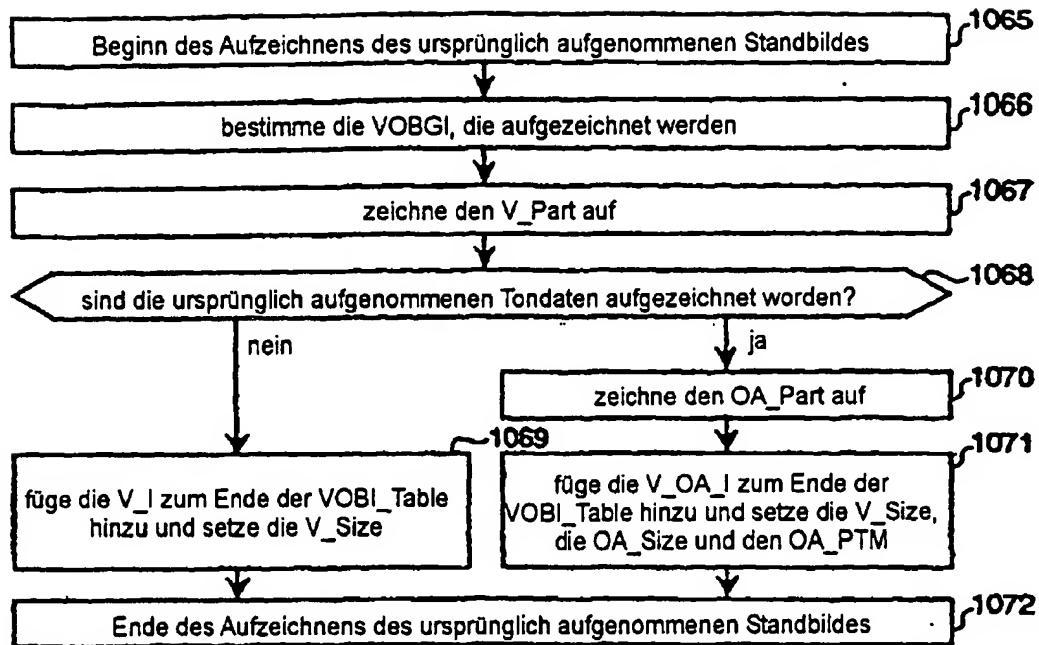 1065
Beginn des Aufzeichnens des ursprünglich aufgenommenen Standbildes
1066
bestimme die VOBGI, die aufgezeichnet werden
1067
zeichne den V_Part auf
1068
sind die ursprünglich aufgenommenen Tondaten aufgezeichnet worden?
nein
ja
1070
zeichne den OA_Part auf
1069
füge die V_I zum Ende der VOBI_Table
hinzu und setze die V_Size
1071
füge die V_OA_I zum Ende der
VOBI_Table hinzu und setze die V_Size,
die OA_Size und den OA_PTM
1072
Ende des Aufzeichnens des ursprünglich aufgenommenen Standbildes